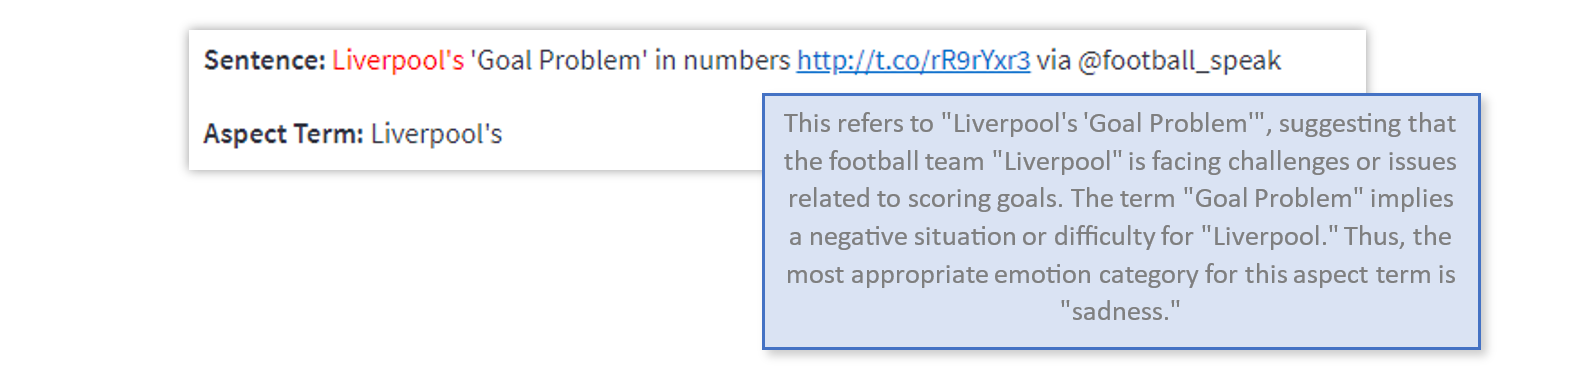 Sentence: Liverpool's 'Goal Problem' in numbers http://t.co/rR9rYxr3 via @football_speak
Aspect Term: Liverpool's
This refers to "Liverpool's 'Goal Problem'", suggesting that
the football team "Liverpool" is facing challenges or issues
related to scoring goals. The term "Goal Problem" implies
a negative situation or difficulty for "Liverpool." Thus, the
most appropriate emotion category for this aspect term is
"sadness."